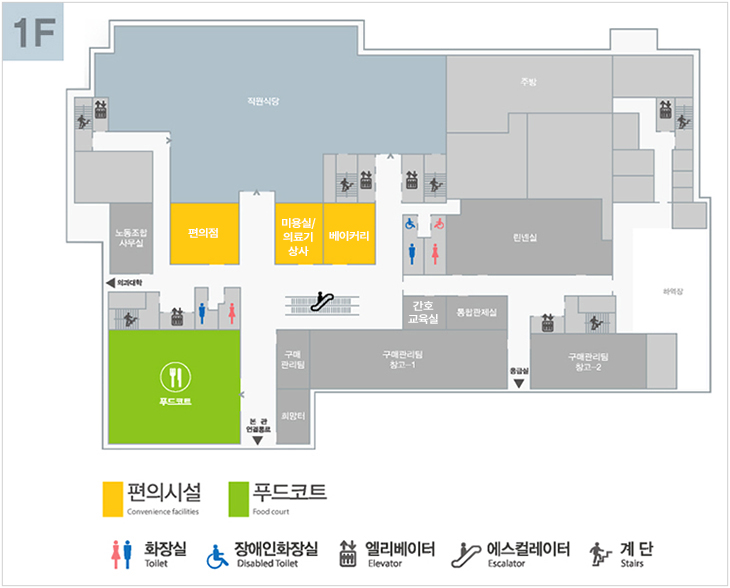 1F
직원식당
주방
노동조합
사무실
편의점
미용실/
의료기
상사
베이커리
린넨실
의과대학
하역장
간호
교육실
통합관제실
구매
관리팀
구매관리팀
창고-1
구매관리팀
창고-2
푸드코트
응급실
희망터
본 관
연결통로
편의시설
Convenience facilities
푸드코트
Food court
화장실
Toilet
장애인화장실
Disabled Toilet
엘리베이터
Elevator
에스컬레이터
Escalator
계 단
Stairs